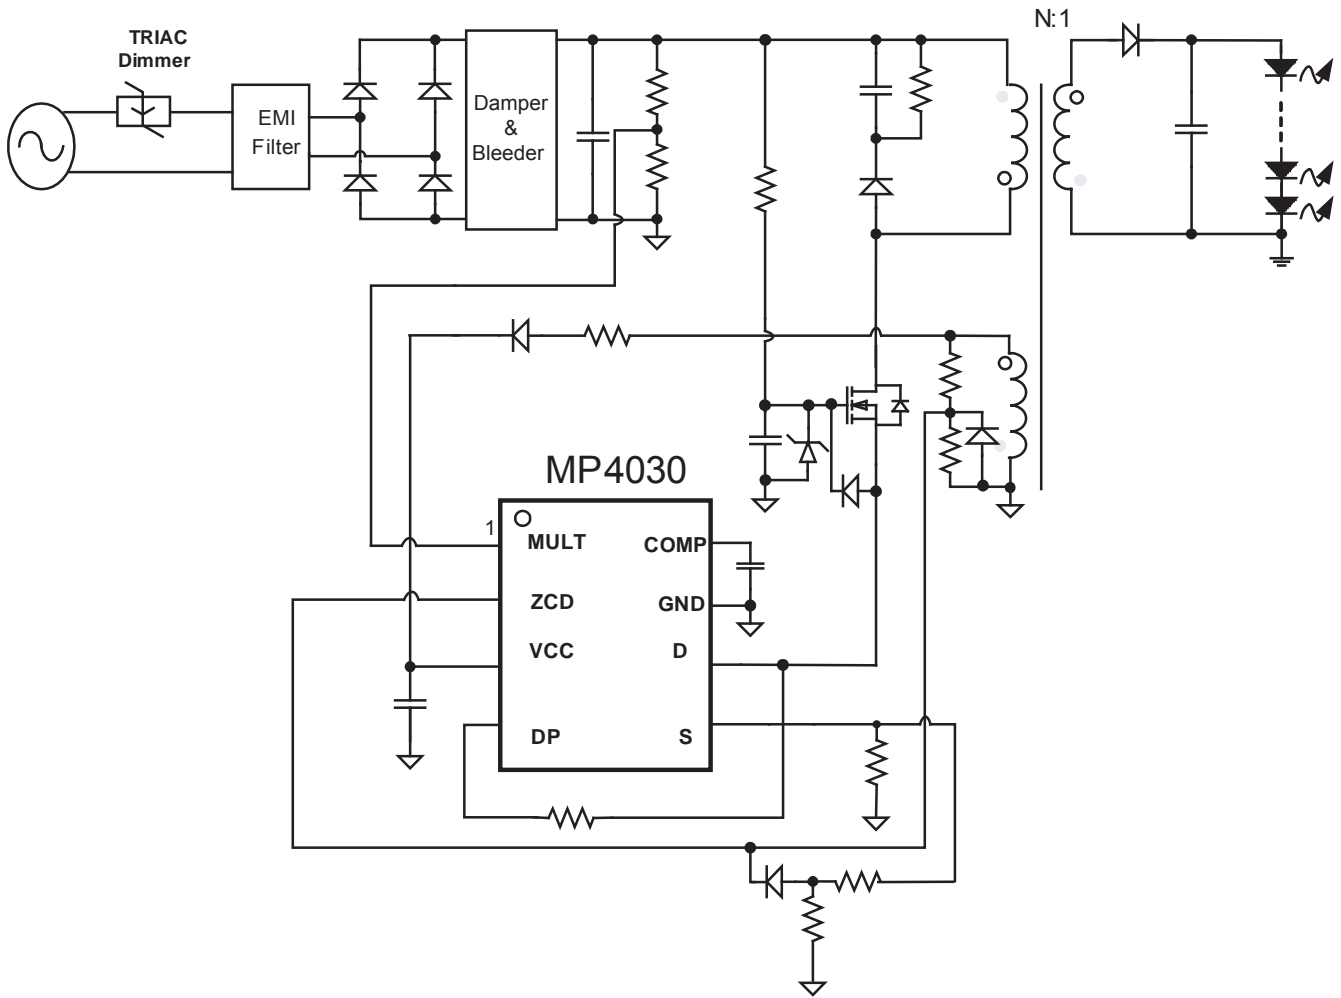 N:1
TRIAC
Dimmer
EMI
Filter
Damper
&
Bleeder
MP4030
1
MULT
COMP
ZCD
GND
VCC
D
DP
S